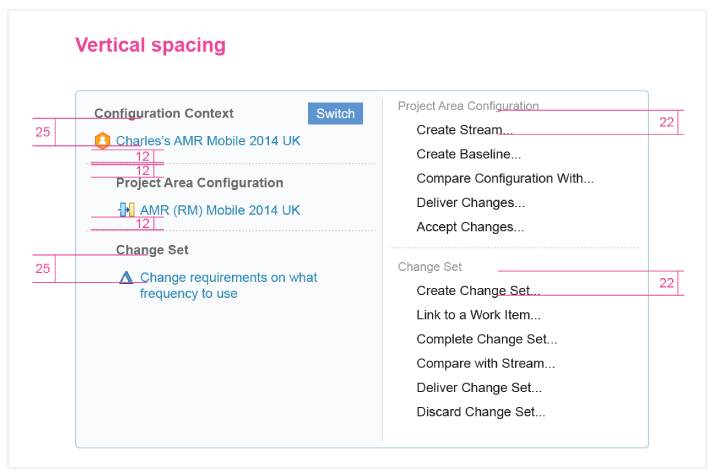 Vertical spacing
Configuration Context
Switch
25
Charles's AMR Mobile 2014 UK
12
12
Project Area Configuration
AMR (RM) Mobile 2014 UK
12
Change Set
25
Change requirements on what
frequency to use
Project Area Configuration
22
Create Stream...
Create Baseline...
Compare Configuration With...
Deliver Changes...
Accept Changes...
Change Set
22
Create Change Set...
Link to a Work Item...
Complete Change Set...
Compare with Stream...
Deliver Change Set...
Discard Change Set...